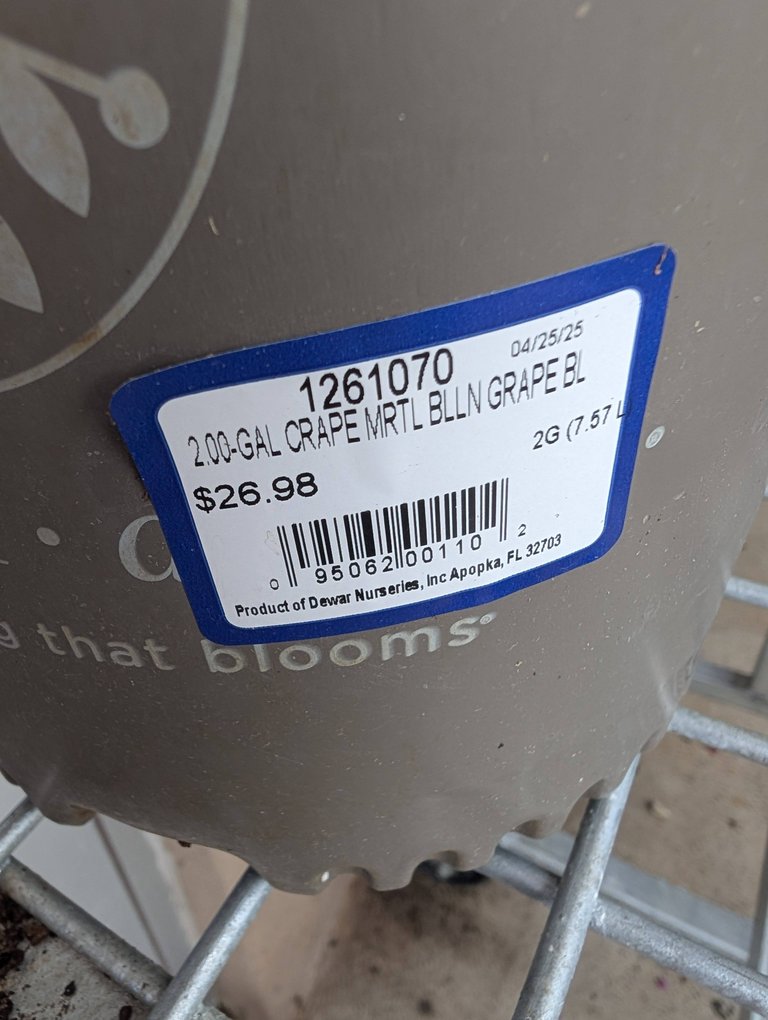 04/25/25
1261070
2.00-GAL CRAPE MRTL BLLN GRAPE BL
2G (7.57 L
$26.98
0 95062 00110 2
Product of Dewar Nurseries, Inc Apopka, FL 32703
that blooms®